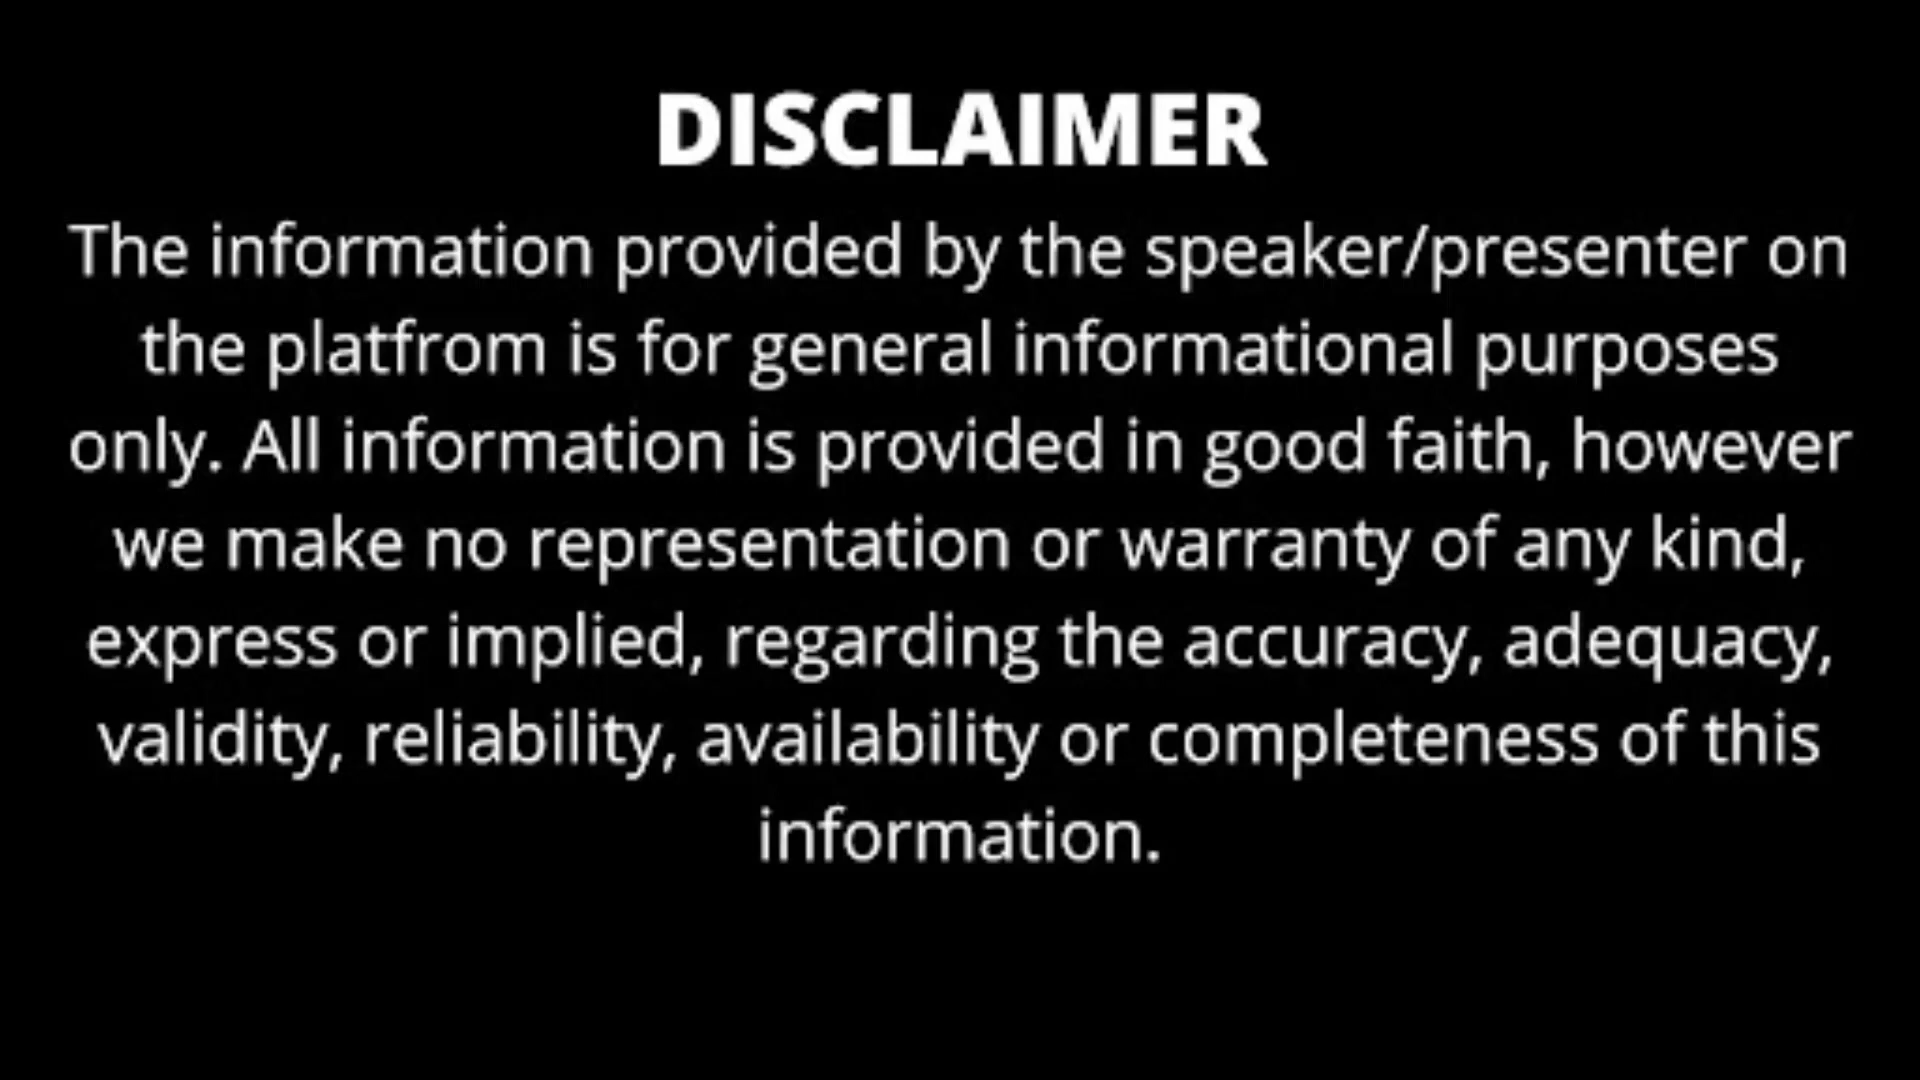 DISCLAIMER
The information provided by the speaker/presenter on
the platfrom is for general informational purposes
only. All information is provided in good faith, however
we make no representation or warranty of any kind,
express or implied, regarding the accuracy, adequacy,
validity, reliability, availability or completeness of this
information.